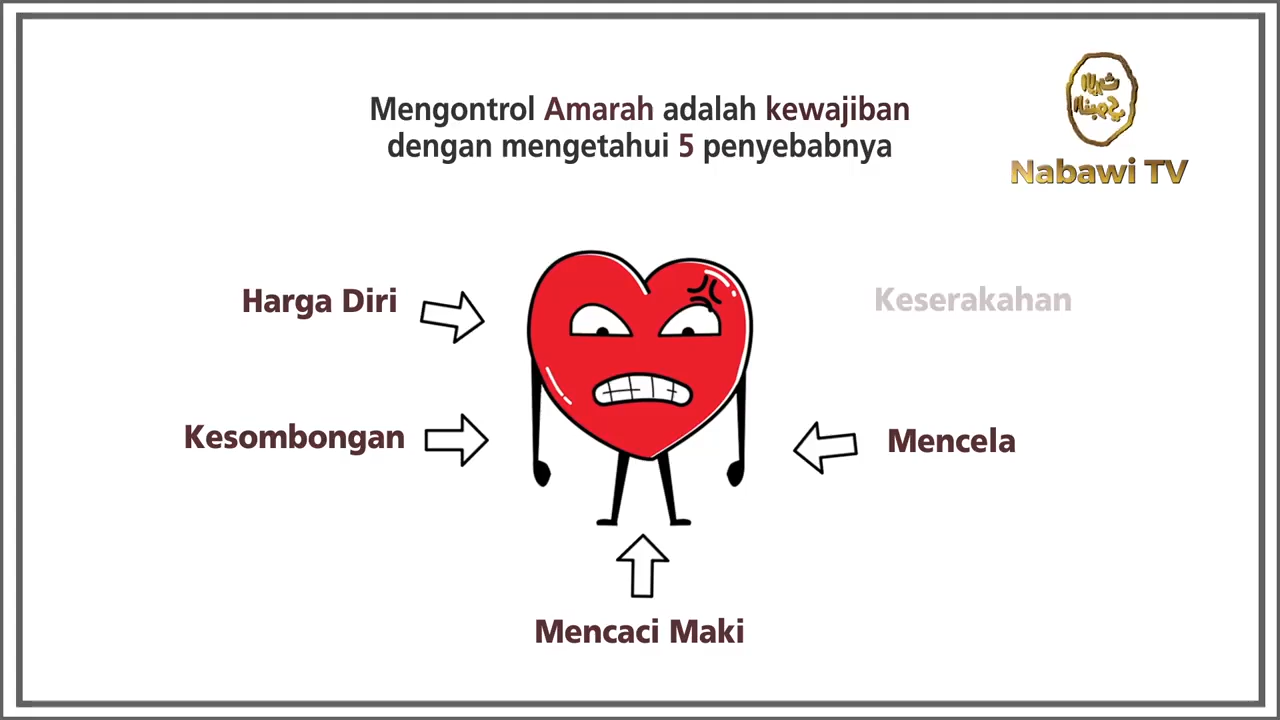 Mengontrol Amarah adalah kewajiban
dengan mengetahui 5 penyebabnya
Nabawi TV
Harga Diri
Keserakahan
Kesombongan
Mencela
Mencaci Maki